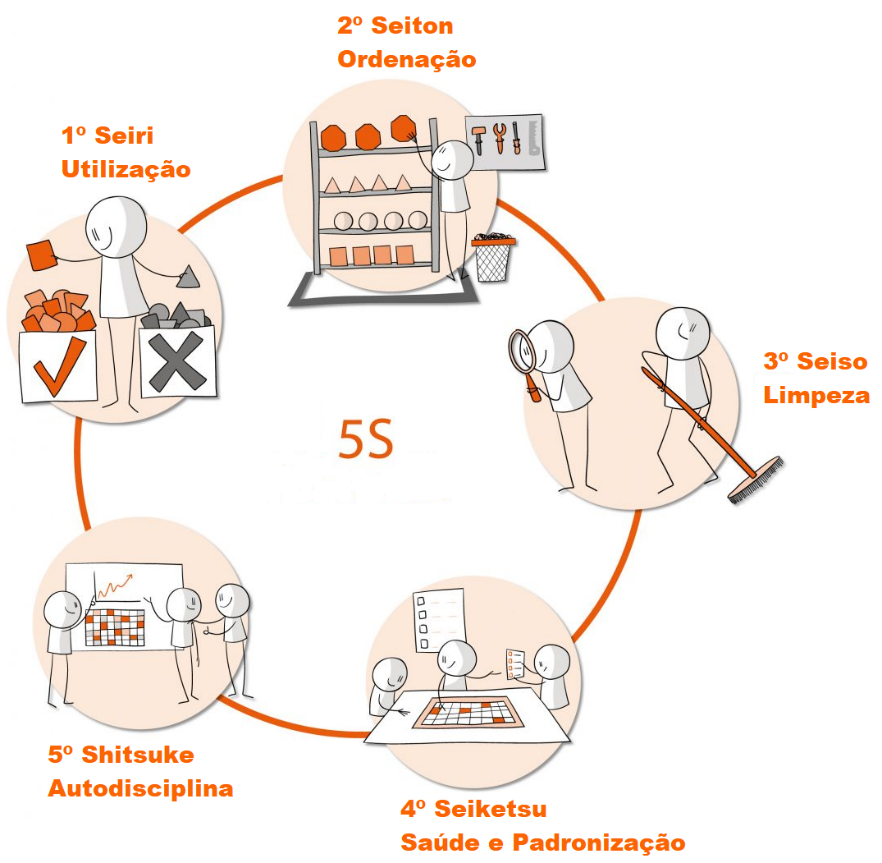 1º Seiri
Utilização
2º Seiton
Ordenação
3º Seiso
Limpeza
4º Seiketsu
Saúde e Padronização
5º Shitsuke
Autodisciplina
5S